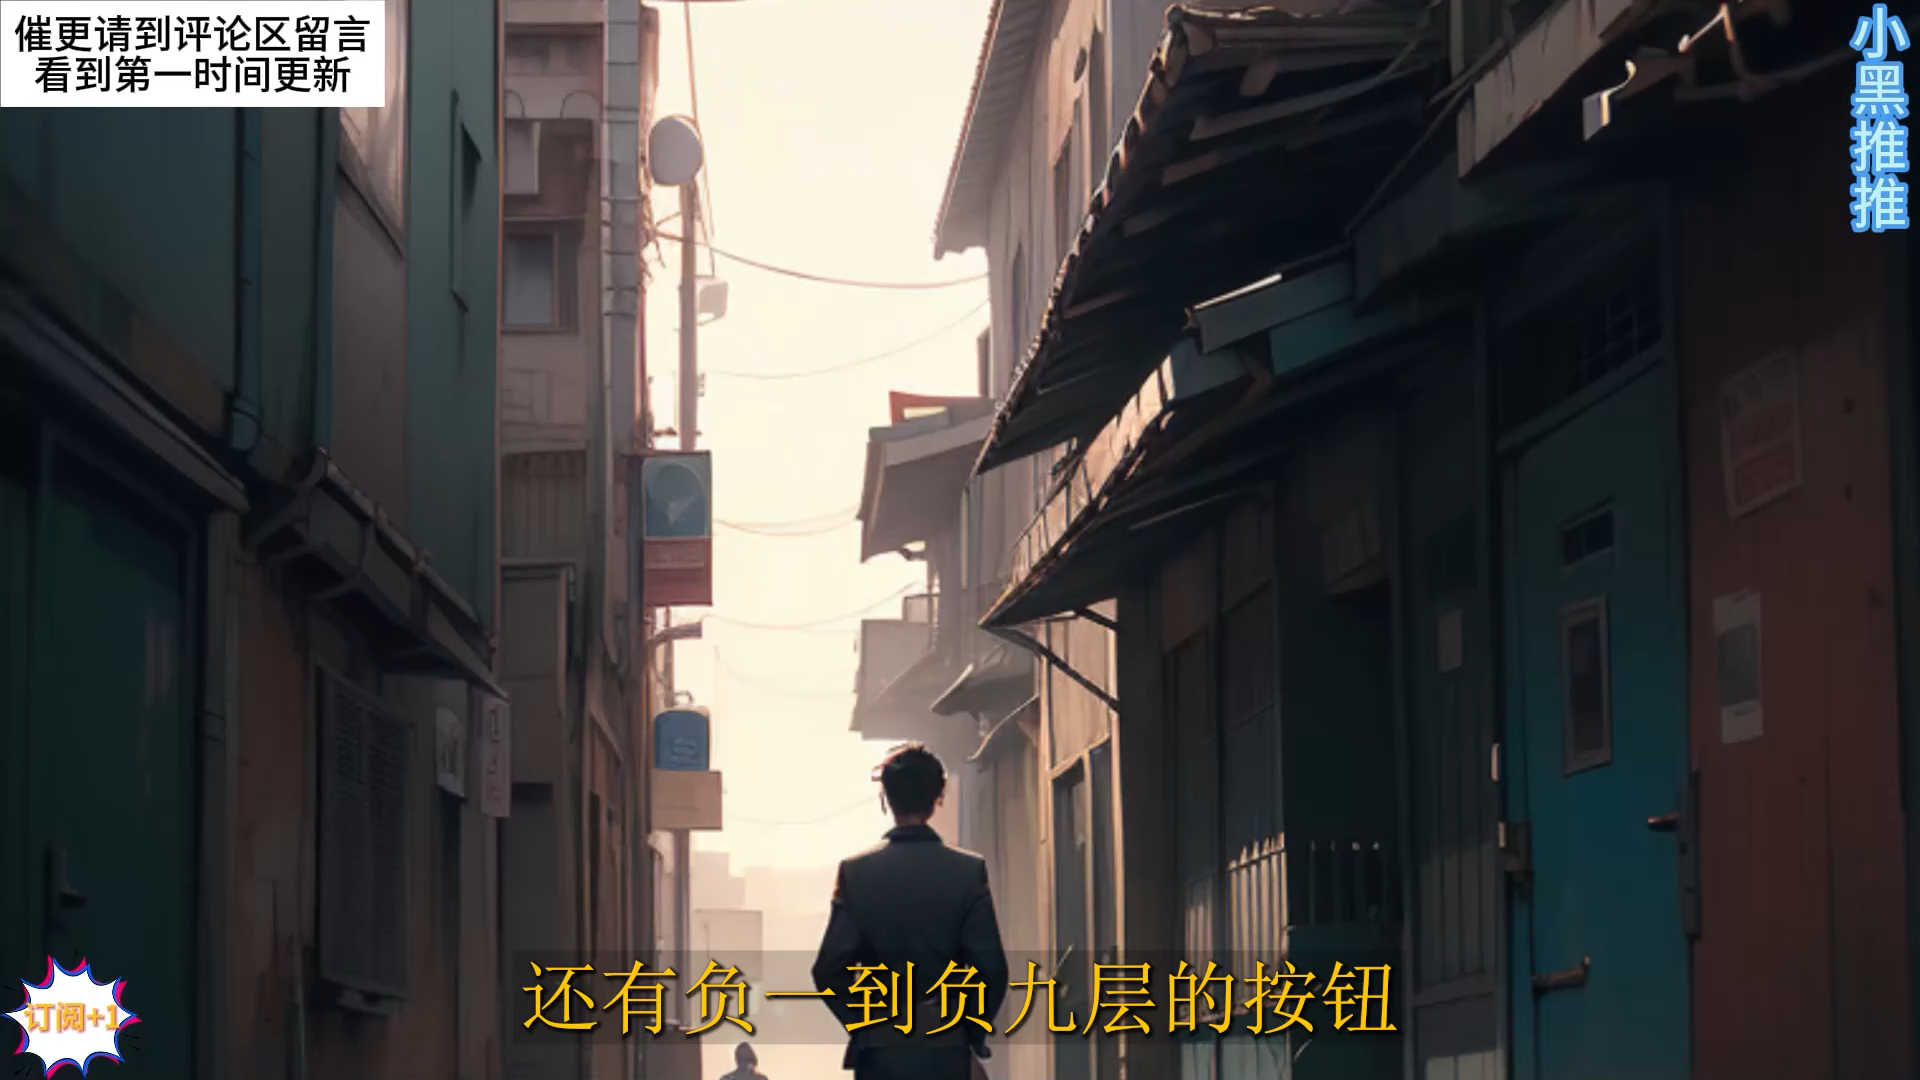 催更请到评论区留言
看到第一时间更新
小黑推推
还有负一到负九层的按钮
订阅+1